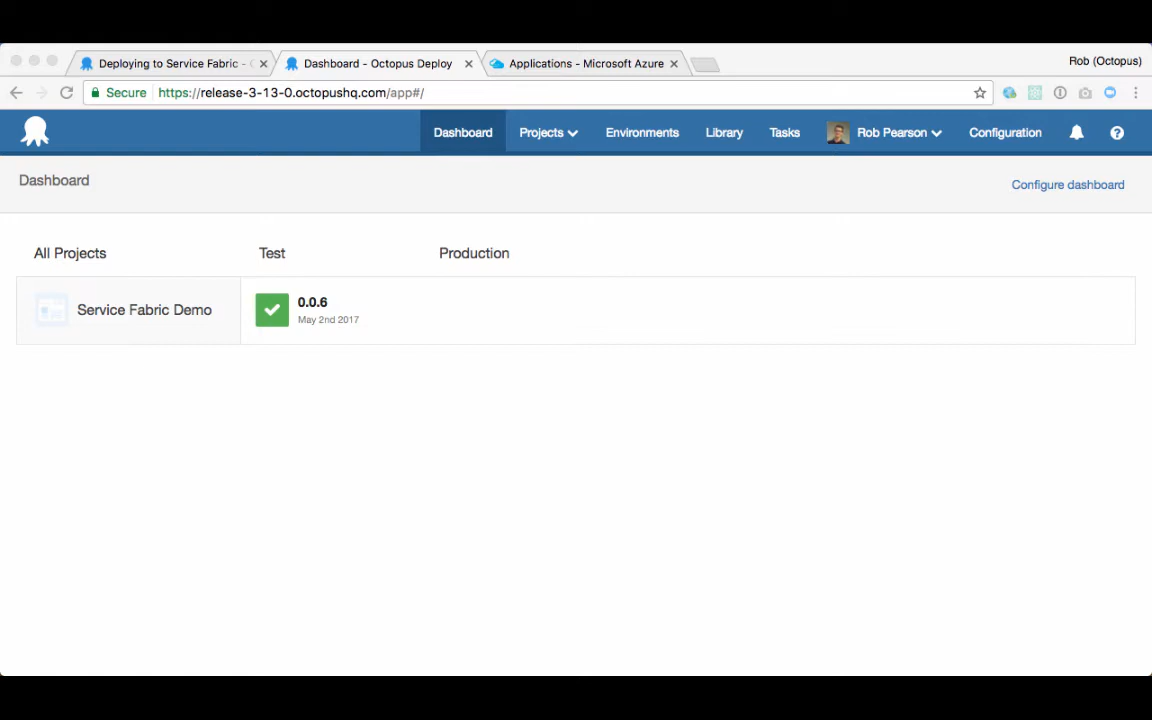 Rob (Octopus)
Deploying to Service Fabric -
Dashboard - Octopus Deploy
Applications - Microsoft Azure
Secure https://release-3-13-0.octopushq.com/app#/
Dashboard Projects Environments Library Tasks Rob Pearson Configuration
Dashboard
Configure dashboard
All Projects Test Production
Service Fabric Demo
0.0.6
May 2nd 2017